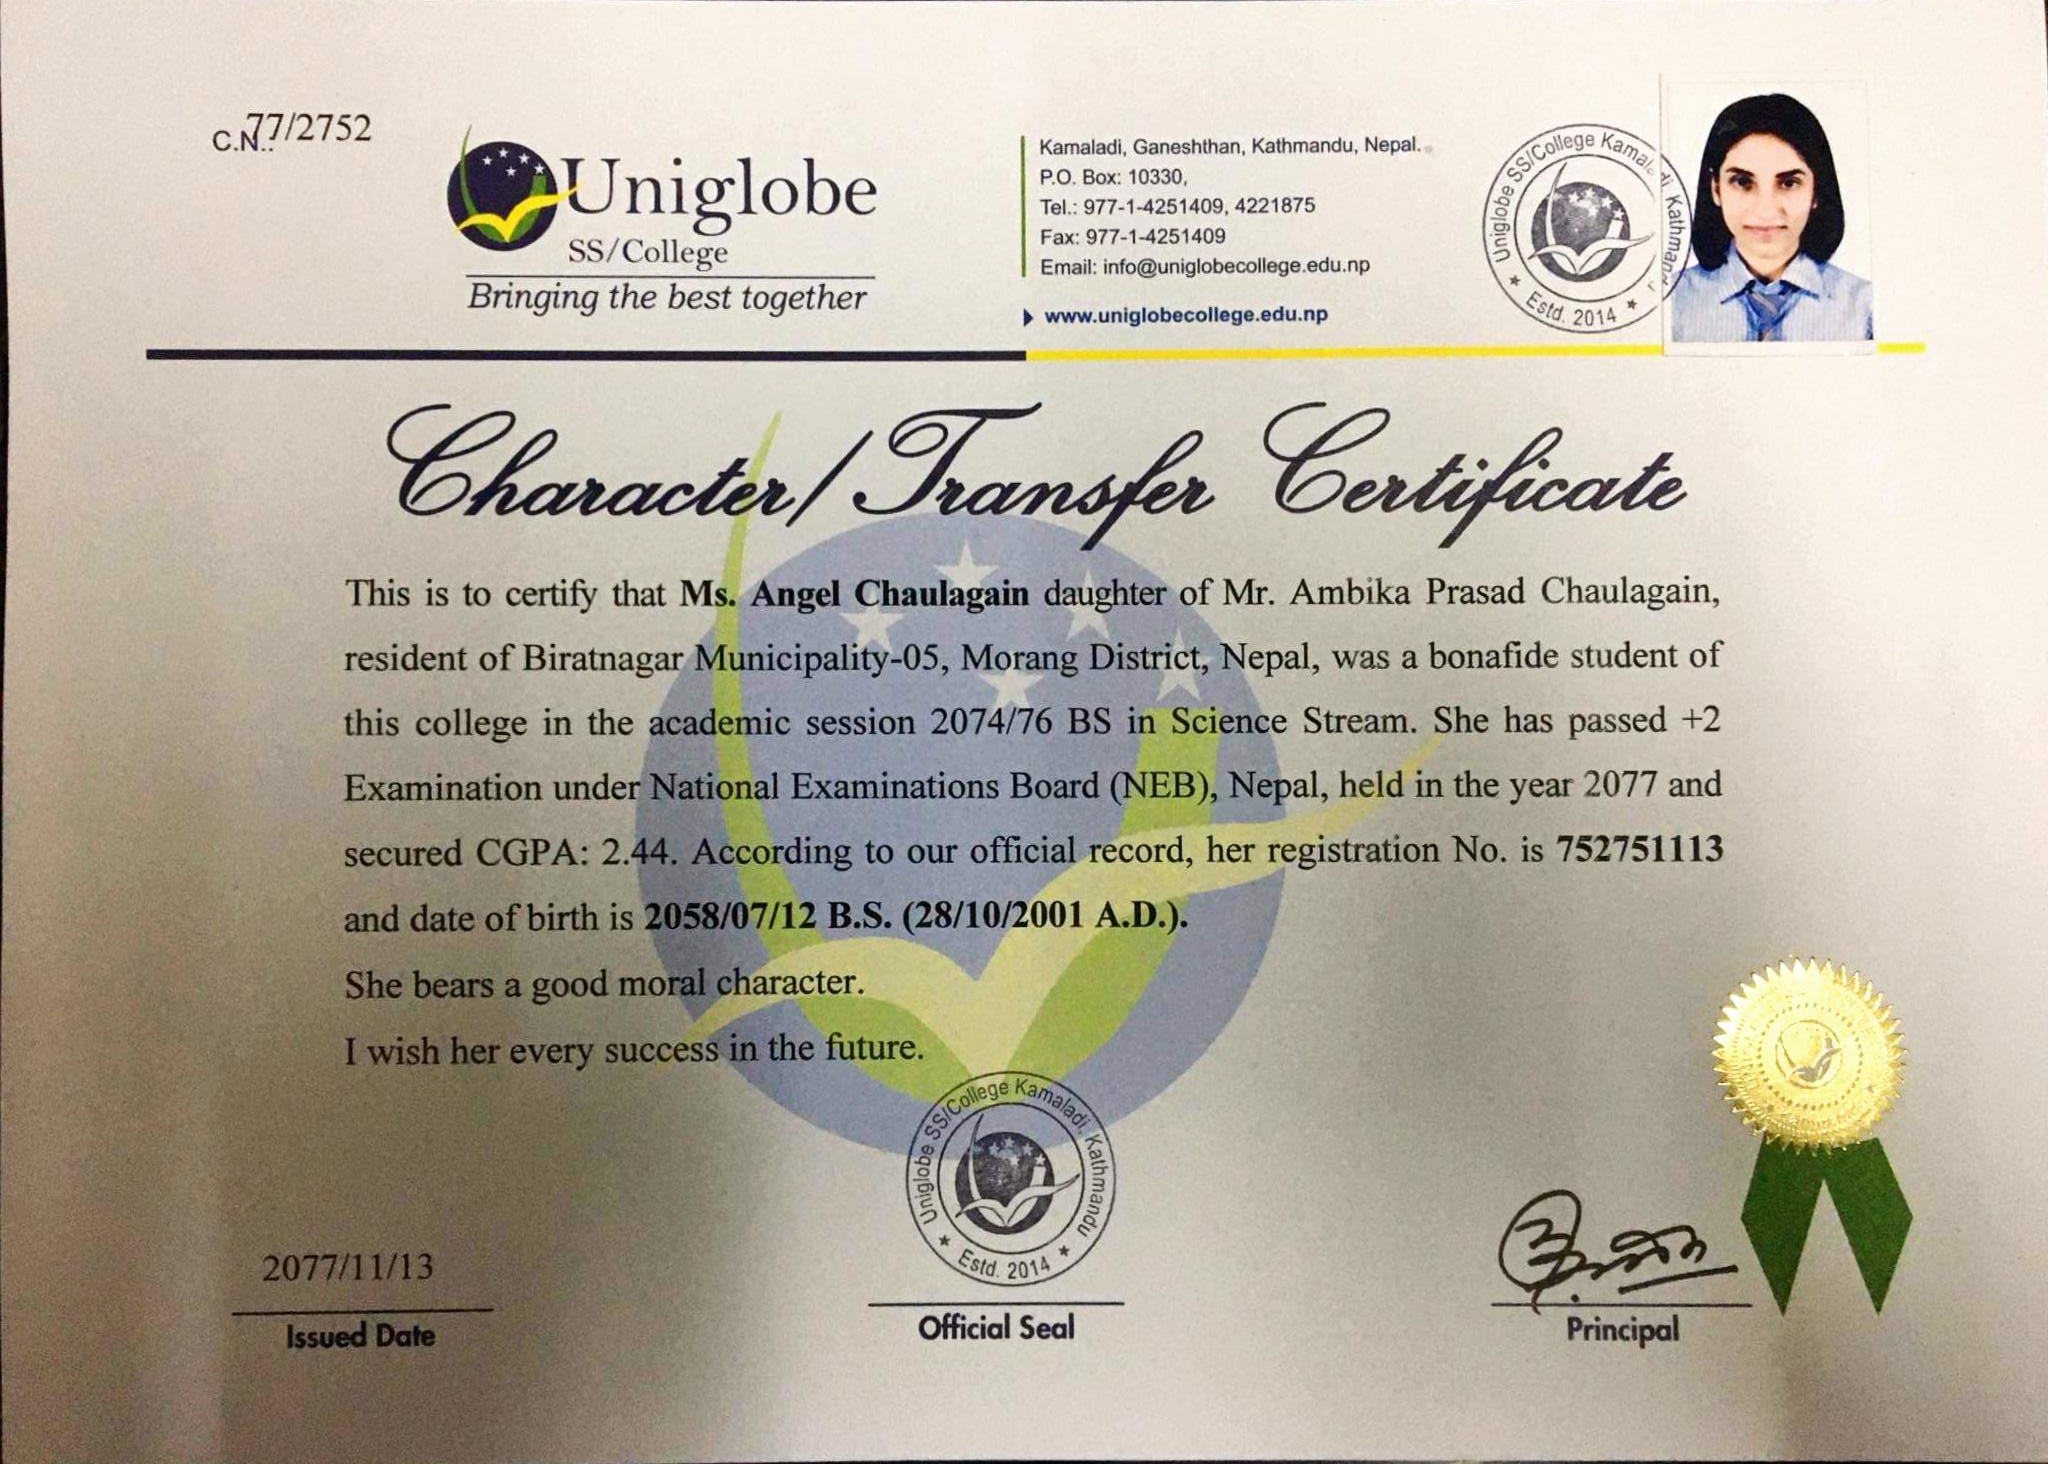 C.N.: 77/2752
Uniglobe
SS/College
Bringing the best together
Kamaladi, Ganeshthan, Kathmandu, Nepal.
P.O. Box: 10330,
Tel.: 977-1-4251409, 4221875
Fax: 977-1-4251409
Email: info@uniglobecollege.edu.np
www.uniglobecollege.edu.np
Uniglobe SS/College Kamaladi, Kathmandu
Estd. 2014
Character/Transfer Certificate
This is to certify that Ms. Angel Chaulagain daughter of Mr. Ambika Prasad Chaulagain,
resident of Biratnagar Municipality-05, Morang District, Nepal, was a bonafide student of
this college in the academic session 2074/76 BS in Science Stream. She has passed +2
Examination under National Examinations Board (NEB), Nepal, held in the year 2077 and
secured CGPA: 2.44. According to our official record, her registration No. is 752751113
and date of birth is 2058/07/12 B.S. (28/10/2001 A.D.).
She bears a good moral character.
I wish her every success in the future.
Uniglobe SS/College Kamaladi, Kathmandu
Estd. 2014
2077/11/13
Issued Date
Official Seal
Principal